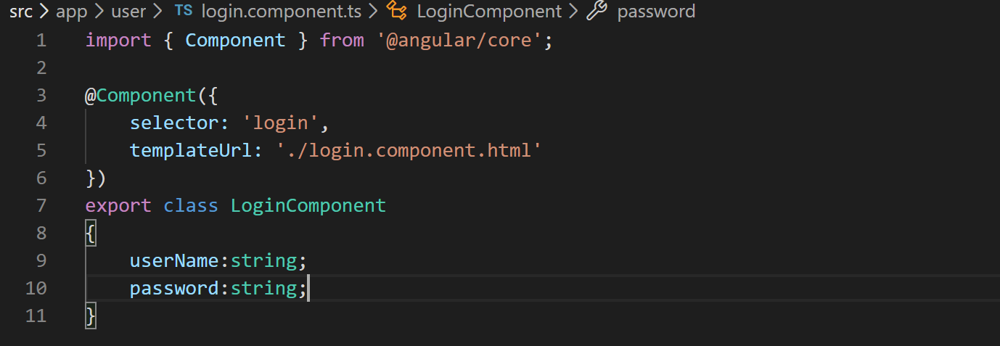 src > app > user > TS login.component.ts > LoginComponent > password
1 import { Component } from '@angular/core';
2
3 @Component({
4     selector: 'login',
5     templateUrl: './login.component.html'
6 })
7 export class LoginComponent
8 {
9     userName:string;
10     password:string;
11 }